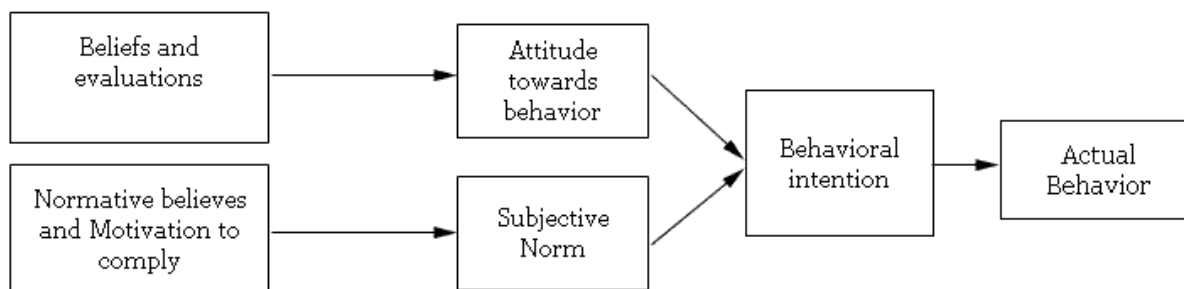 Beliefs and
evaluations
Attitude
towards
behavior
Normative believes
and Motivation to
comply
Subjective
Norm
Behavioral
intention
Actual
Behavior